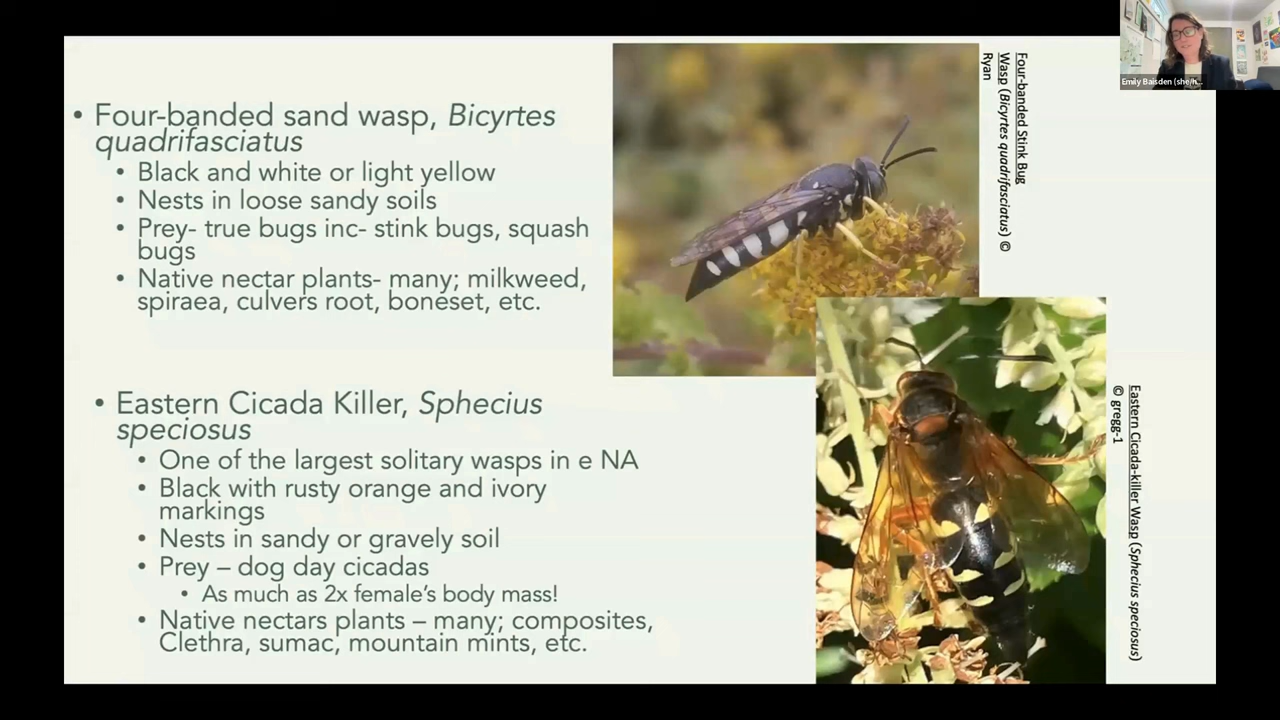 • Four-banded sand wasp, Bicyrtes
quadrifasciatus
• Black and white or light yellow
• Nests in loose sandy soils
• Prey- true bugs inc- stink bugs, squash
bugs
• Native nectar plants- many; milkweed,
spiraea, culvers root, boneset, etc.
• Eastern Cicada Killer, Sphecius
speciosus
• One of the largest solitary wasps in e NA
• Black with rusty orange and ivory
markings
• Nests in sandy or gravely soil
• Prey – dog day cicadas
• As much as 2x female's body mass!
• Native nectars plants – many; composites,
Clethra, sumac, mountain mints, etc.
Four-banded Stink Bug
Wasp (Bicyrtes quadrifasciatus) ©
Ryan
Eastern Cicada-killer Wasp (Sphecius speciosus)
© gregg-1
Emily Baisden (she/h...